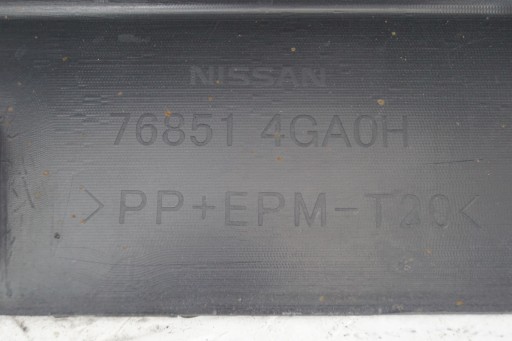 NISSAN
76851 4GA0H
>PP+EPM-T20<